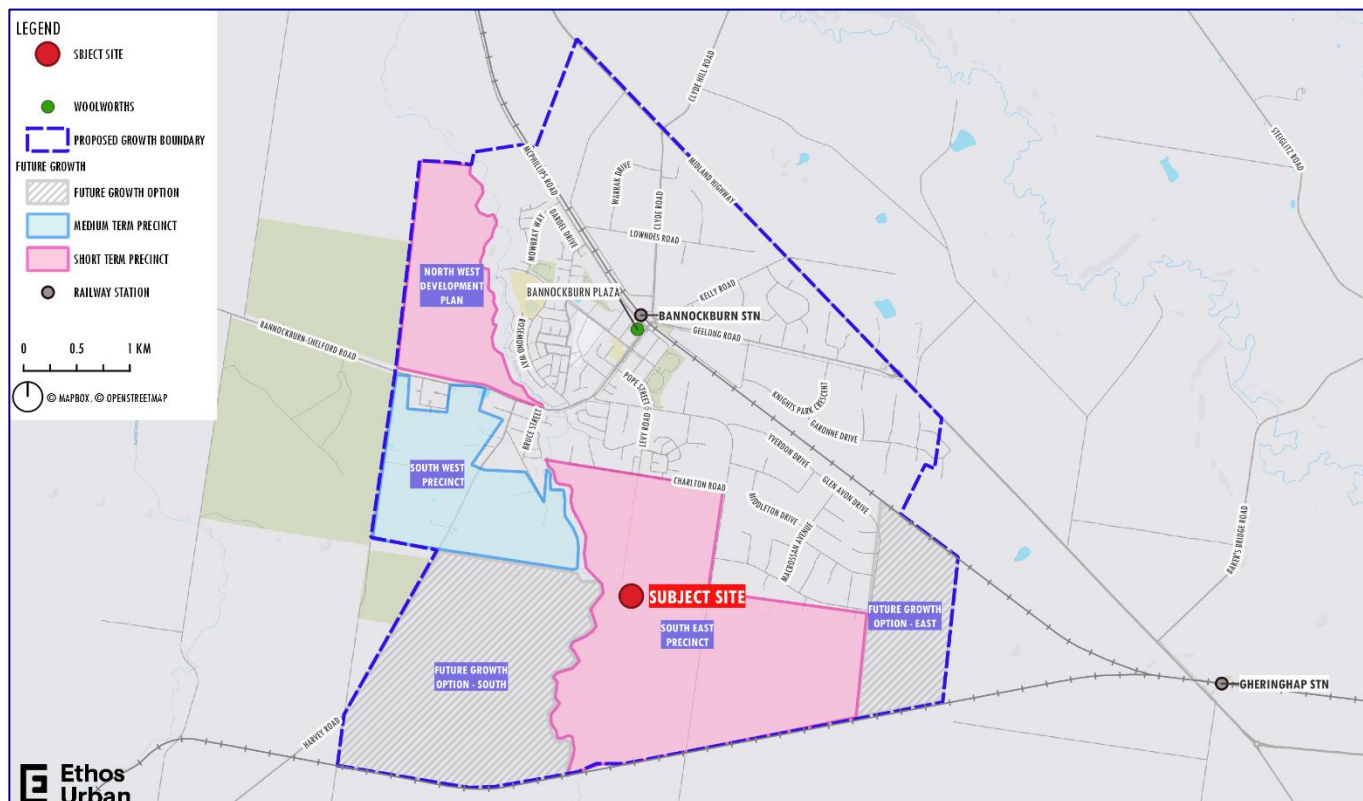 LEGEND
SBJECT SITE
WOOLWORTHS
PROPOSED GROWTH BOUNDARY
FUTURE GROWTH
FUTURE GROWTH OPTION
MEDIUM TERM PRECINCT
SHORT TERM PRECINCT
RAILWAY STATION
0 0.5 1 KM
© MAPBOX, © OPENSTREETMAP
CLYDE HILL ROAD
STEIGLITZ ROAD
MCPHILLIPS ROAD
MIDLAND HIGHWAY
WARRAK DRIVE
CLYDE ROAD
DARDEL DRIVE
MOWBRAY WAY
LOWNDES ROAD
NORTH WEST
DEVELOPMENT
PLAN
BANNOCKBURN PLAZA
KELLY ROAD
BANNOCKBURN STN
GEELONG ROAD
BANNOCKBURN-SHELFORD ROAD
ROSEMOND WAY
POPE STREET
KNIGHTS PARK CRESCENT
GARONNE DRIVE
BRUCE STREET
LEVY ROAD
YVERDON DRIVE
SOUTH WEST
PRECINCT
CHARLTON ROAD
GLEN AVON DRIVE
MIDDLETON DRIVE
MACROSSAN AVENUE
BAKER'S BRIDGE ROAD
SUBJECT SITE
SOUTH EAST
PRECINCT
FUTURE GROWTH
OPTION - EAST
FUTURE GROWTH
OPTION - SOUTH
GHERINGHAP STN
HARVEY ROAD
Ethos
Urban